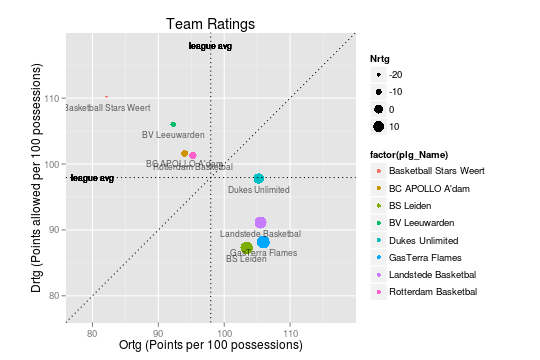 Team Ratings
league avg
Basketball Stars Weert
BV Leeuwarden
BC APOLLO A'dam
Rotterdam Basketbal
league avg
Dukes Unlimited
Landstede Basketbal
GasTerra Flames
BS Leiden
110
100
90
80
80
90
100
110
Drtg (Points allowed per 100 possessions)
Ortg (Points per 100 possessions)
Nrtg
-20
-10
0
10
factor(plg_Name)
Basketball Stars Weert
BC APOLLO A'dam
BS Leiden
BV Leeuwarden
Dukes Unlimited
GasTerra Flames
Landstede Basketbal
Rotterdam Basketbal